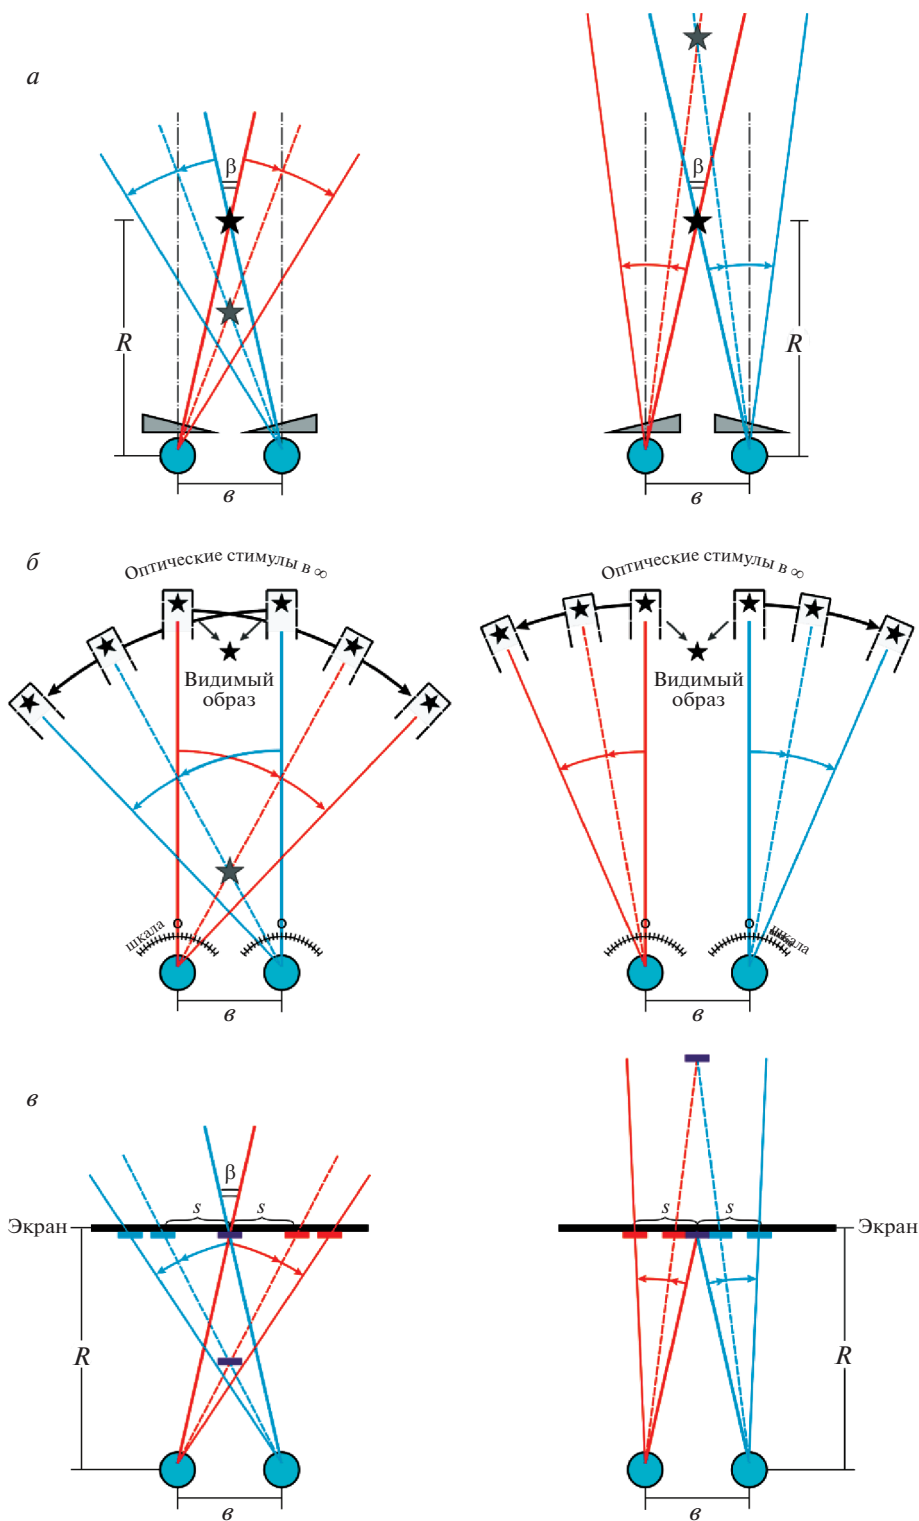 а
β
β
R
R
в
в
б
Оптические стимулы в ∞
Оптические стимулы в ∞
Видимый
образ
Видимый
образ
шкала
О
О
О
О
шкала
в
в
в
β
Экран
s
s
s
s
Экран
R
R
в
в